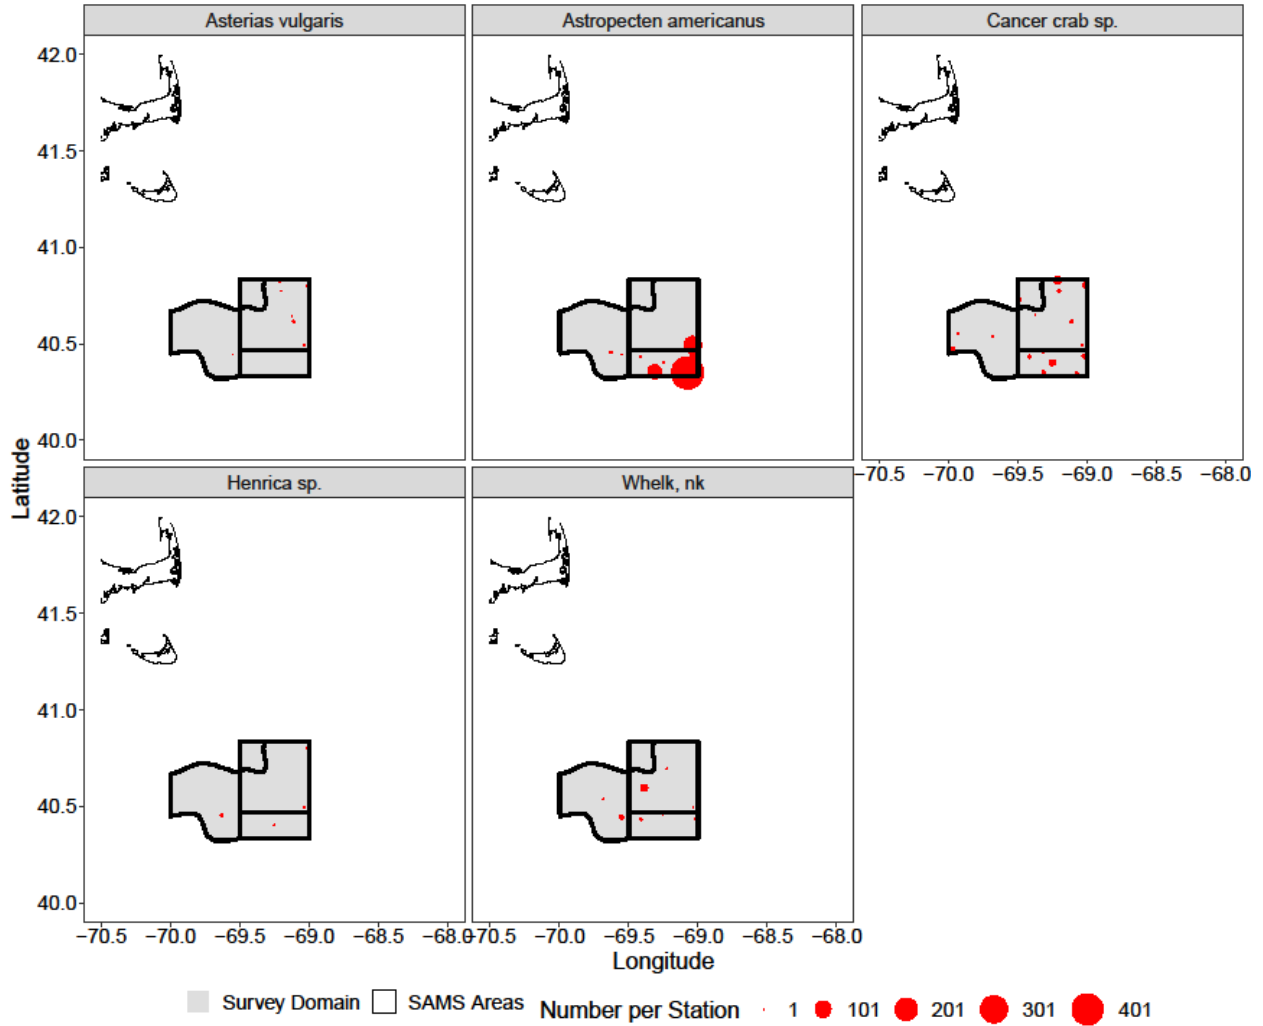 Asterias vulgaris
Astropecten americanus
Cancer crab sp.
42.0
41.5
41.0
40.5
40.0
−70.5 −70.0 −69.5 −69.0 −68.5 −68.0
Latitude
Henrica sp.
Whelk, nk
42.0
41.5
41.0
40.5
40.0
−70.5 −70.0 −69.5 −69.0 −68.0 −68.5
−70.5 −70.0 −69.5 −69.0 −68.5 −68.0
Longitude
Survey Domain SAMS Areas Number per Station 1 101 201 301 401